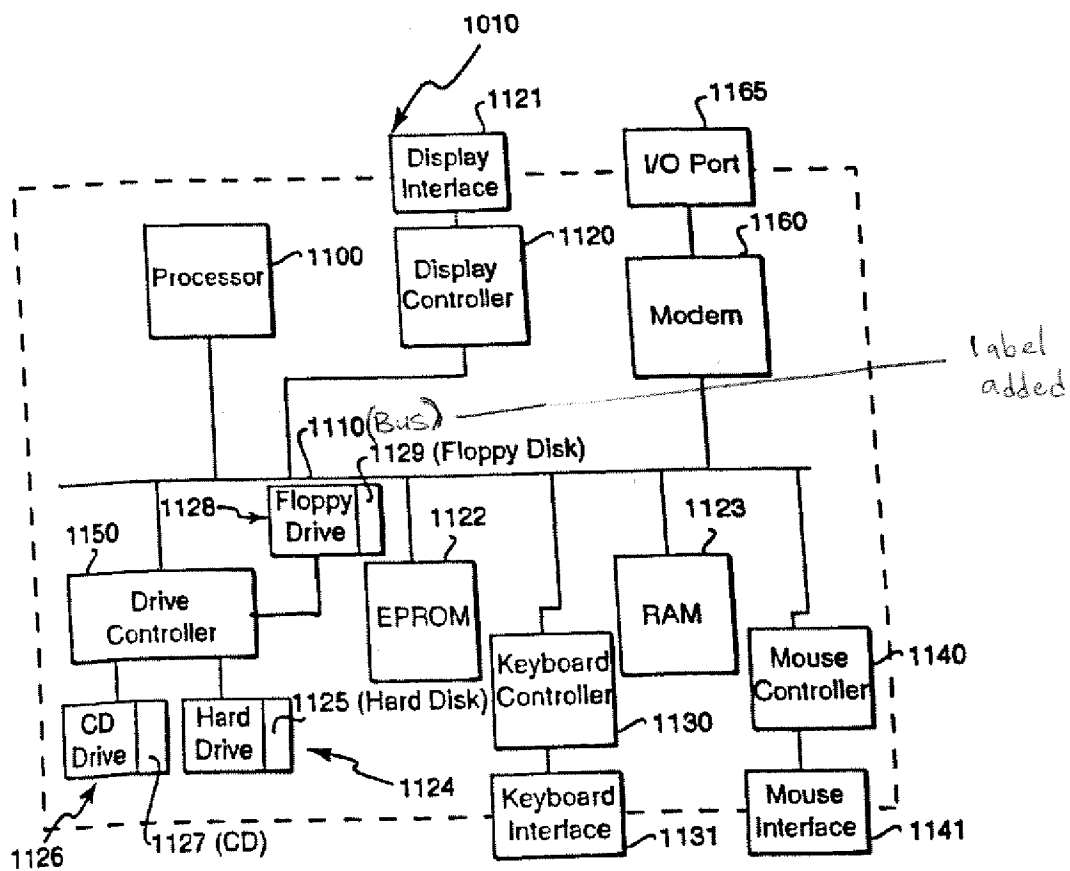 1010
1121
1165
Display
Interface
I/O Port
1120
1160
1100
Processor
Display
Controller
Modem
label
added
1110 (Bus)
1129 (Floppy Disk)
1128
Floppy
Drive
1122
1123
1150
Drive
Controller
EPROM
RAM
Keyboard
Controller
Mouse
Controller
1140
1125 (Hard Disk)
CD
Drive
Hard
Drive
1130
1124
Keyboard
Interface
Mouse
Interface
1126
1127 (CD)
1131
1141